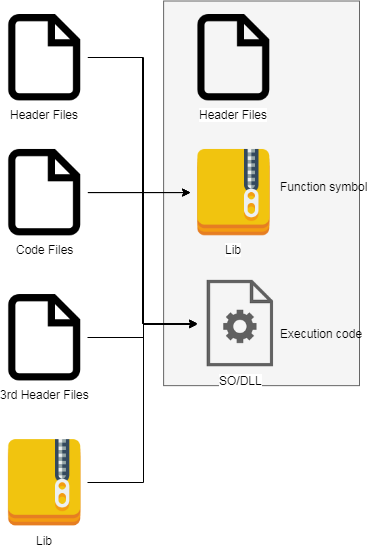 Header Files
Header Files
Code Files
Lib
Function symbol
3rd Header Files
SO/DLL
Execution code
Lib